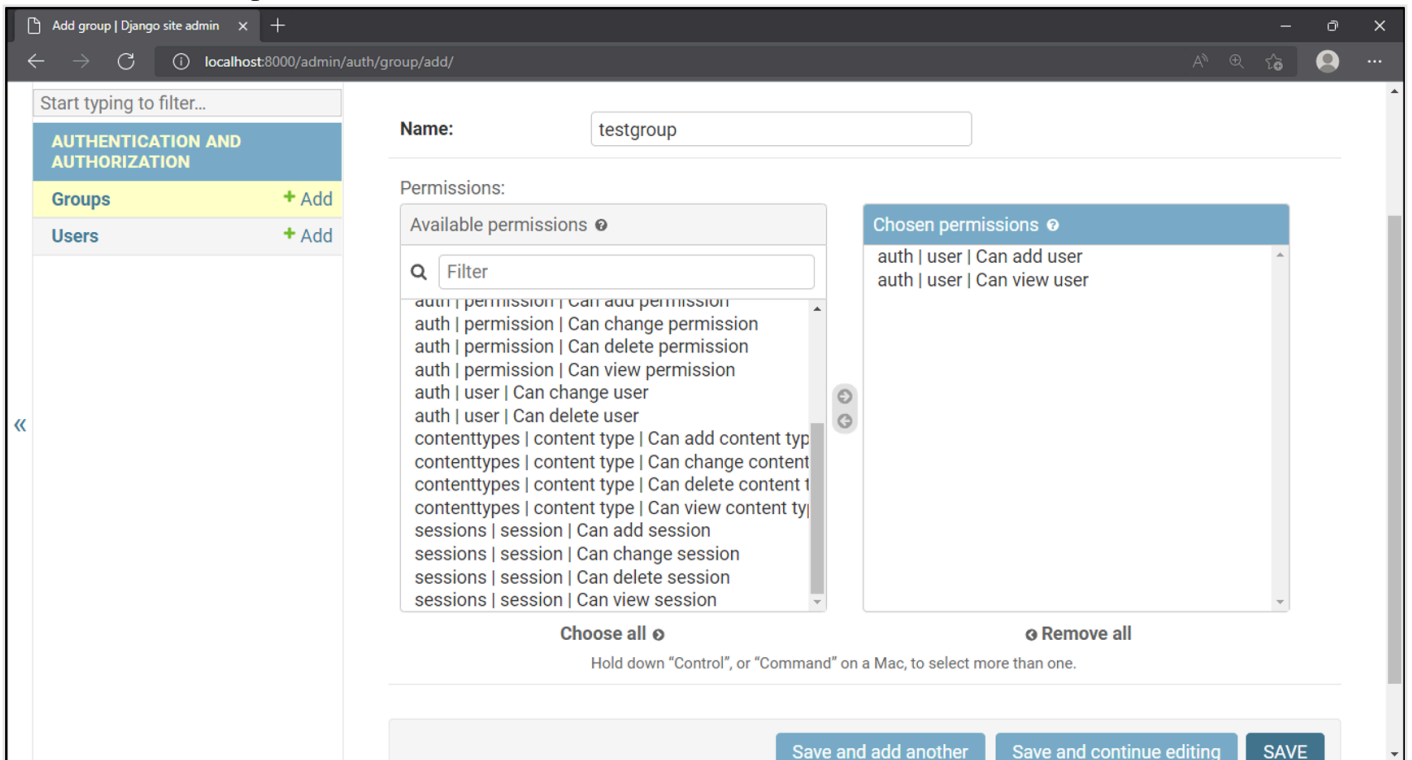 Add group | Django site admin
localhost:8000/admin/auth/group/add/
Start typing to filter...
AUTHENTICATION AND
AUTHORIZATION
Groups + Add
Users + Add
Name: testgroup
Permissions:
Available permissions
Filter
auth | permission | Can add permission
auth | permission | Can change permission
auth | permission | Can delete permission
auth | permission | Can view permission
auth | user | Can change user
auth | user | Can delete user
contenttypes | content type | Can add content typ
contenttypes | content type | Can change content
contenttypes | content type | Can delete content t
contenttypes | content type | Can view content ty
sessions | session | Can add session
sessions | session | Can change session
sessions | session | Can delete session
sessions | session | Can view session
Choose all
Chosen permissions
auth | user | Can add user
auth | user | Can view user
Remove all
Hold down “Control”, or “Command” on a Mac, to select more than one.
Save and add another
Save and continue editing
SAVE